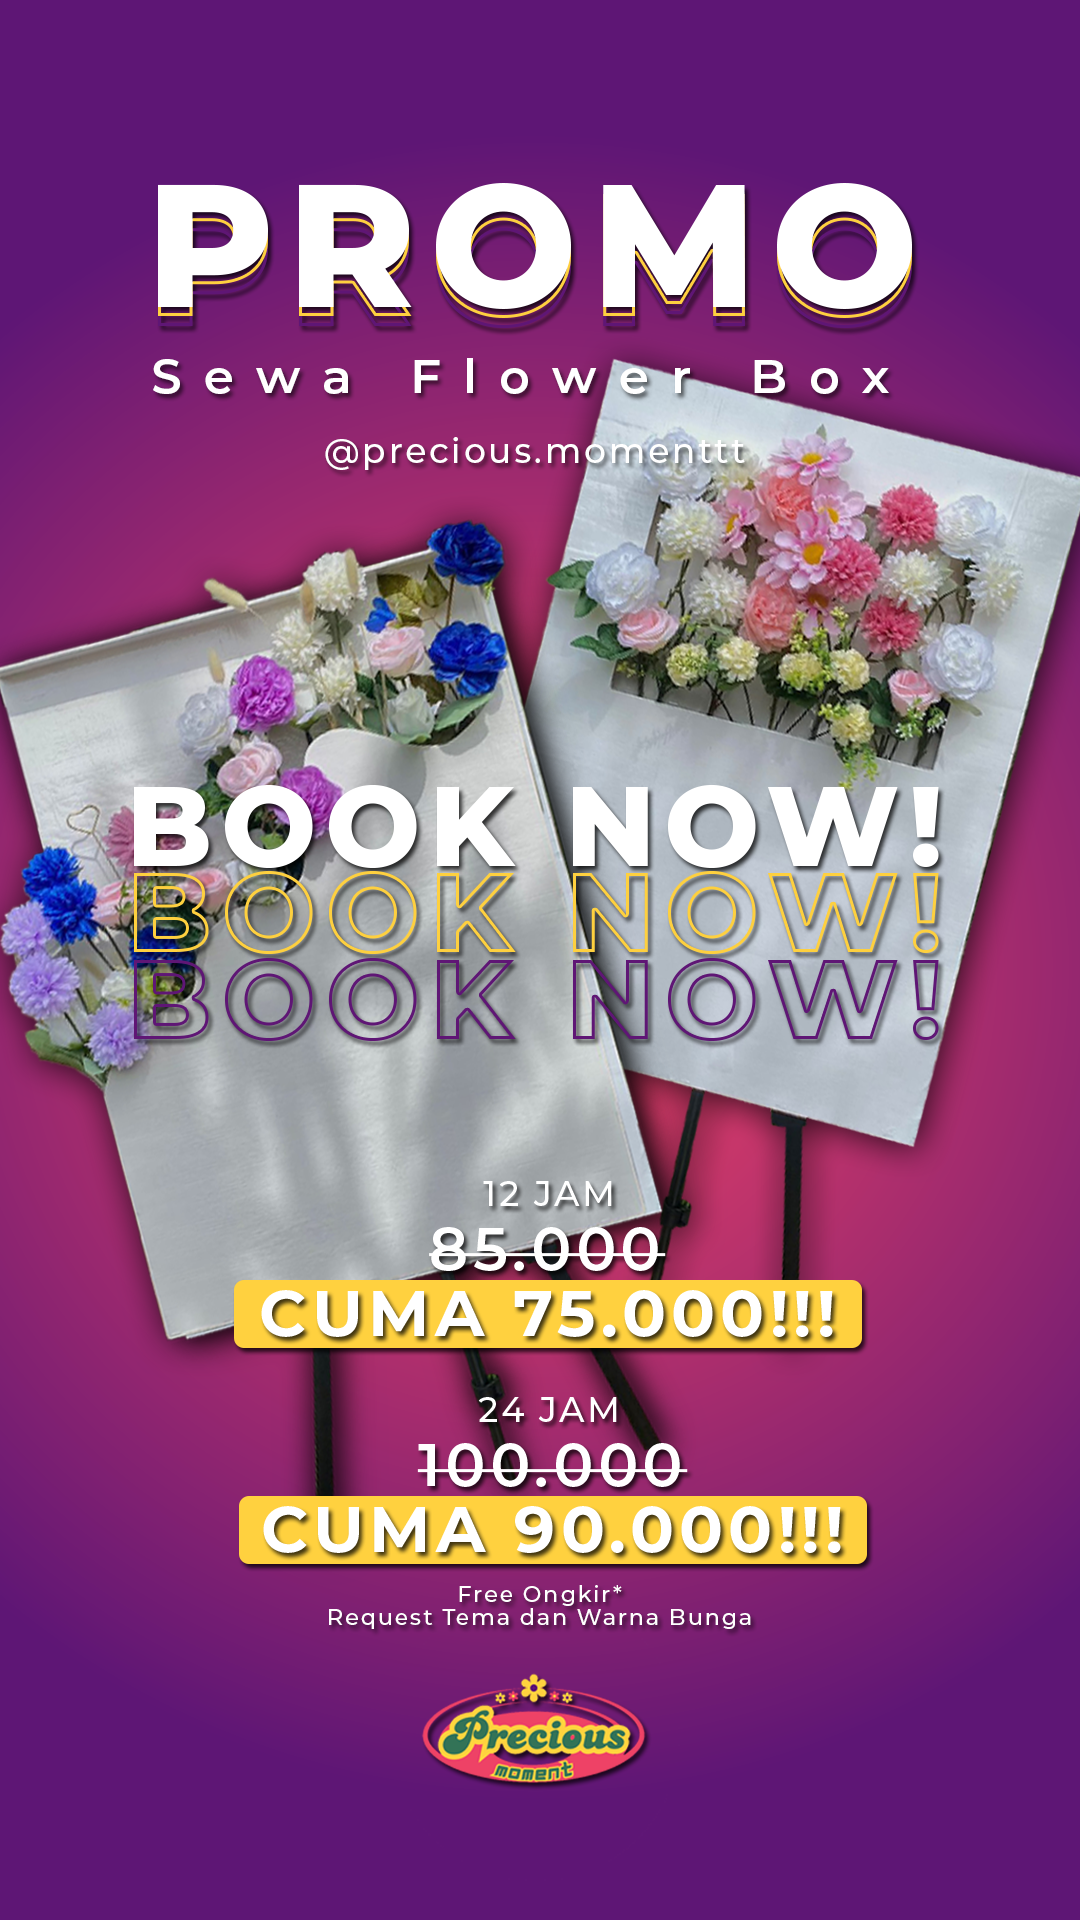 PROMO
Sewa Flower Box
@precious.momenttt
BOOK NOW!
BOOK NOW!
BOOK NOW!
12 JAM
85.000
CUMA 75.000!!!
24 JAM
100.000
CUMA 90.000!!!
Free Ongkir*
Request Tema dan Warna Bunga
Precious
moment